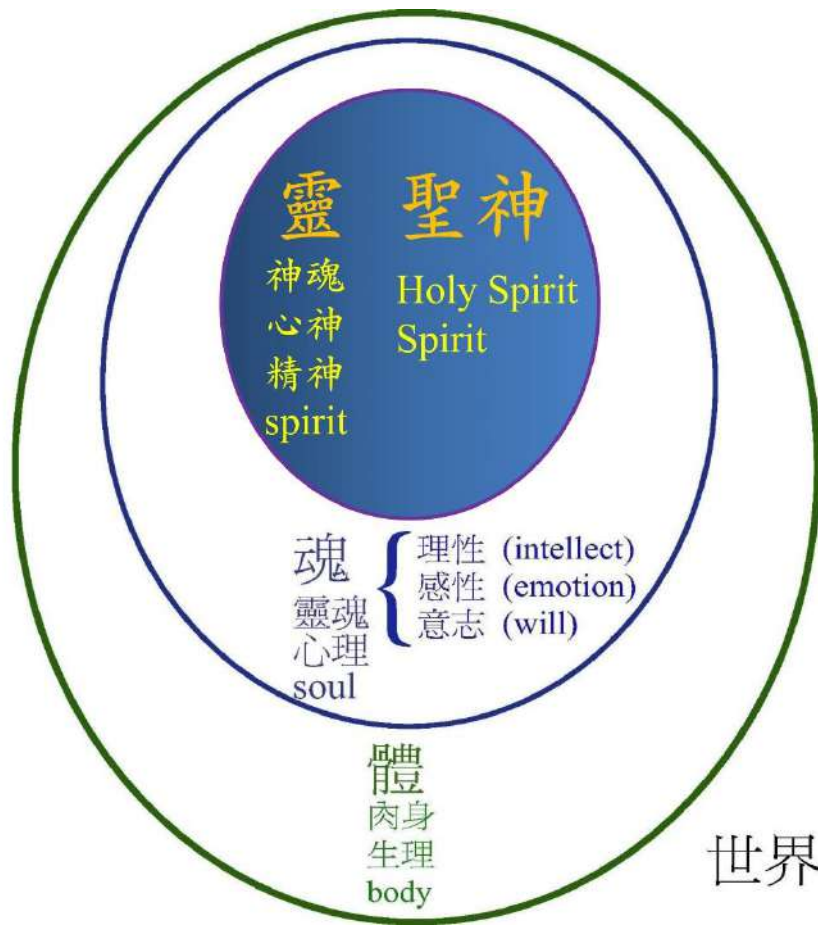 靈
神魂
心神
精神
spirit
聖神
Holy Spirit
Spirit
魂
靈魂
心理
soul
{
理性 (intellect)
感性 (emotion)
意志 (will)
體
肉身
生理
body
世界